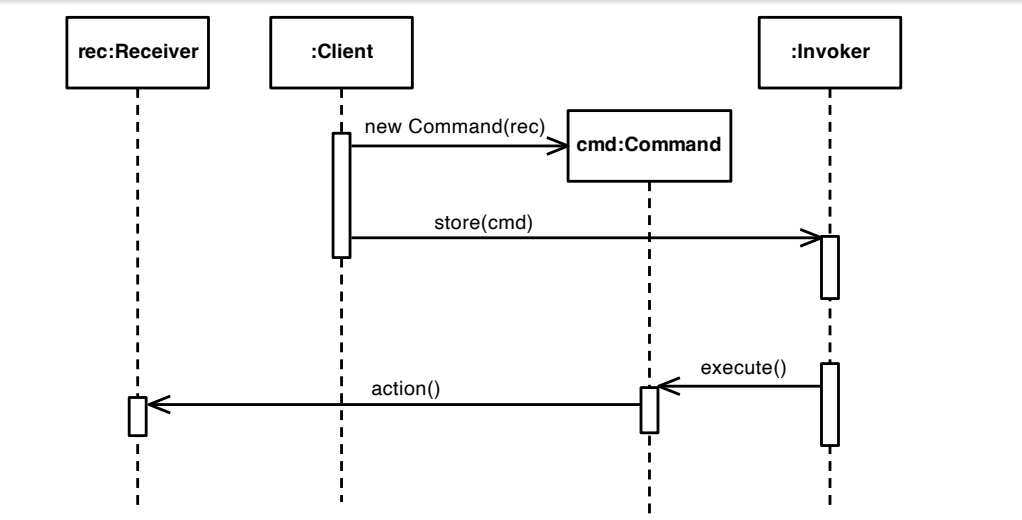 rec:Receiver
:Client
:Invoker
new Command(rec)
cmd:Command
store(cmd)
execute()
action()